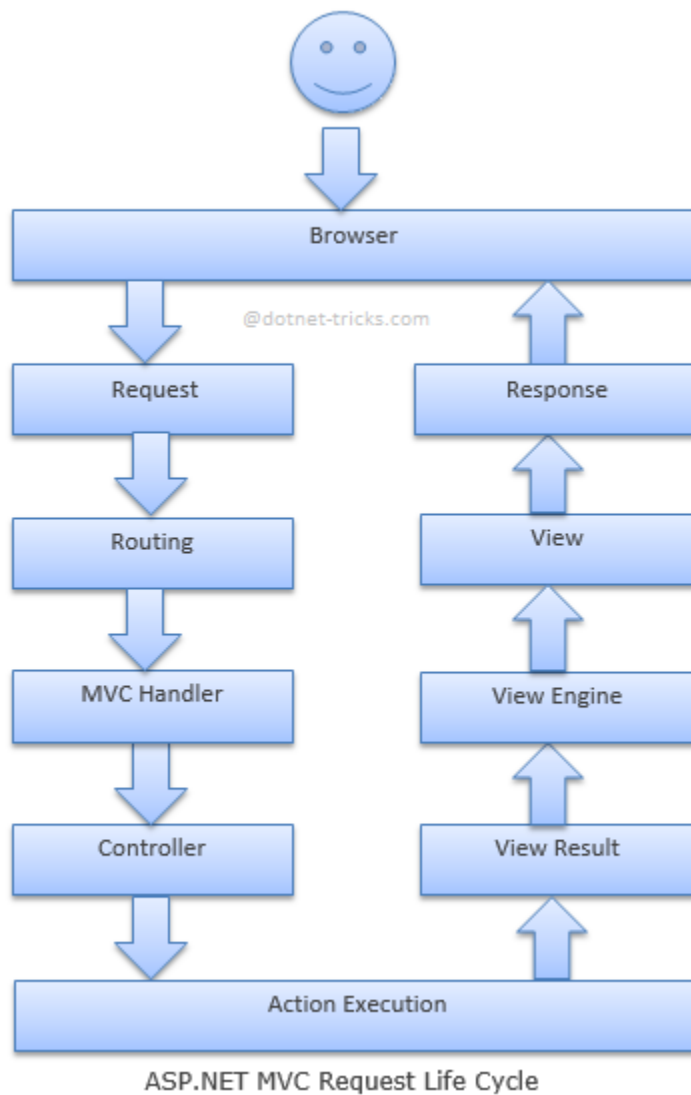 Browser
@dotnet-tricks.com
Request
Response
Routing
View
MVC Handler
View Engine
Controller
View Result
Action Execution
ASP.NET MVC Request Life Cycle